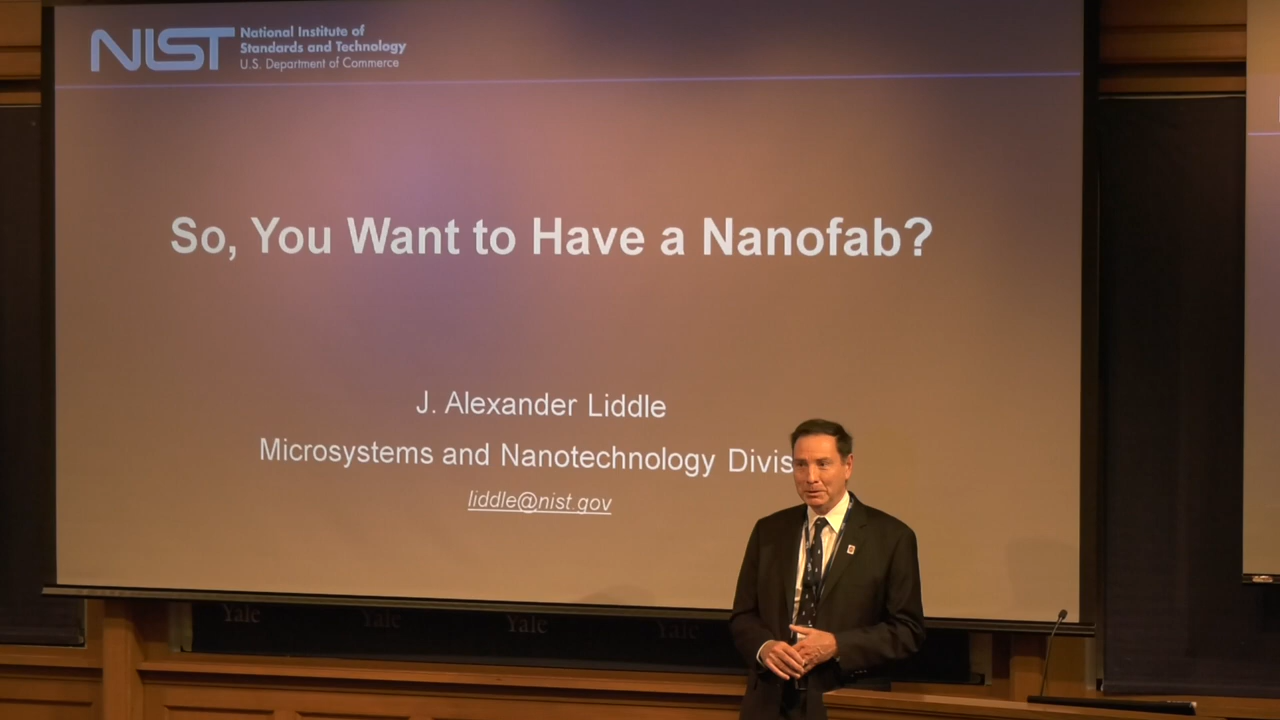 NIST
National Institute of
Standards and Technology
U.S. Department of Commerce
So, You Want to Have a Nanofab?
J. Alexander Liddle
Microsystems and Nanotechnology Divis
liddle@nist.gov
Yale Yale Yale Yale